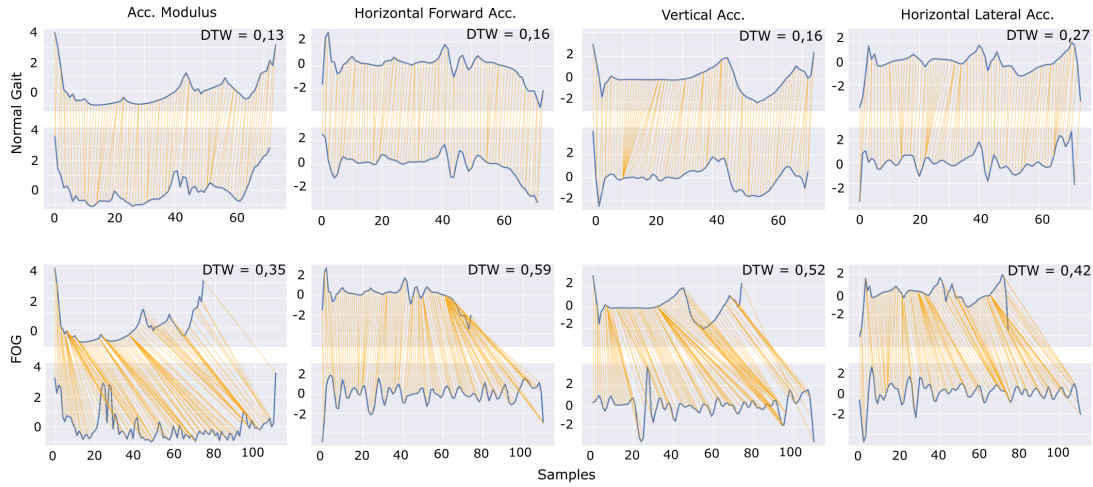 Acc. Modulus Horizontal Forward Acc. Vertical Acc. Horizontal Lateral Acc.
Normal Gait
DTW = 0,13
4
2
0
4
2
0
0 20 40 60
DTW = 0,16
2
0
-2
2
0
-2
0 20 40 60
DTW = 0,16
2
0
-2
2
0
-2
0 20 40 60
DTW = 0,27
2
0
-2
2
0
-2
0 20 40 60
FOG
DTW = 0,35
4
2
0
4
2
0
0 20 40 60 80 100
DTW = 0,59
2
0
-2
2
0
-2
0 20 40 60 80 100
DTW = 0,52
2
0
-2
2
0
-2
0 20 40 60 80 100
DTW = 0,42
2
0
-2
2
0
-2
0 20 40 60 80 100
Samples